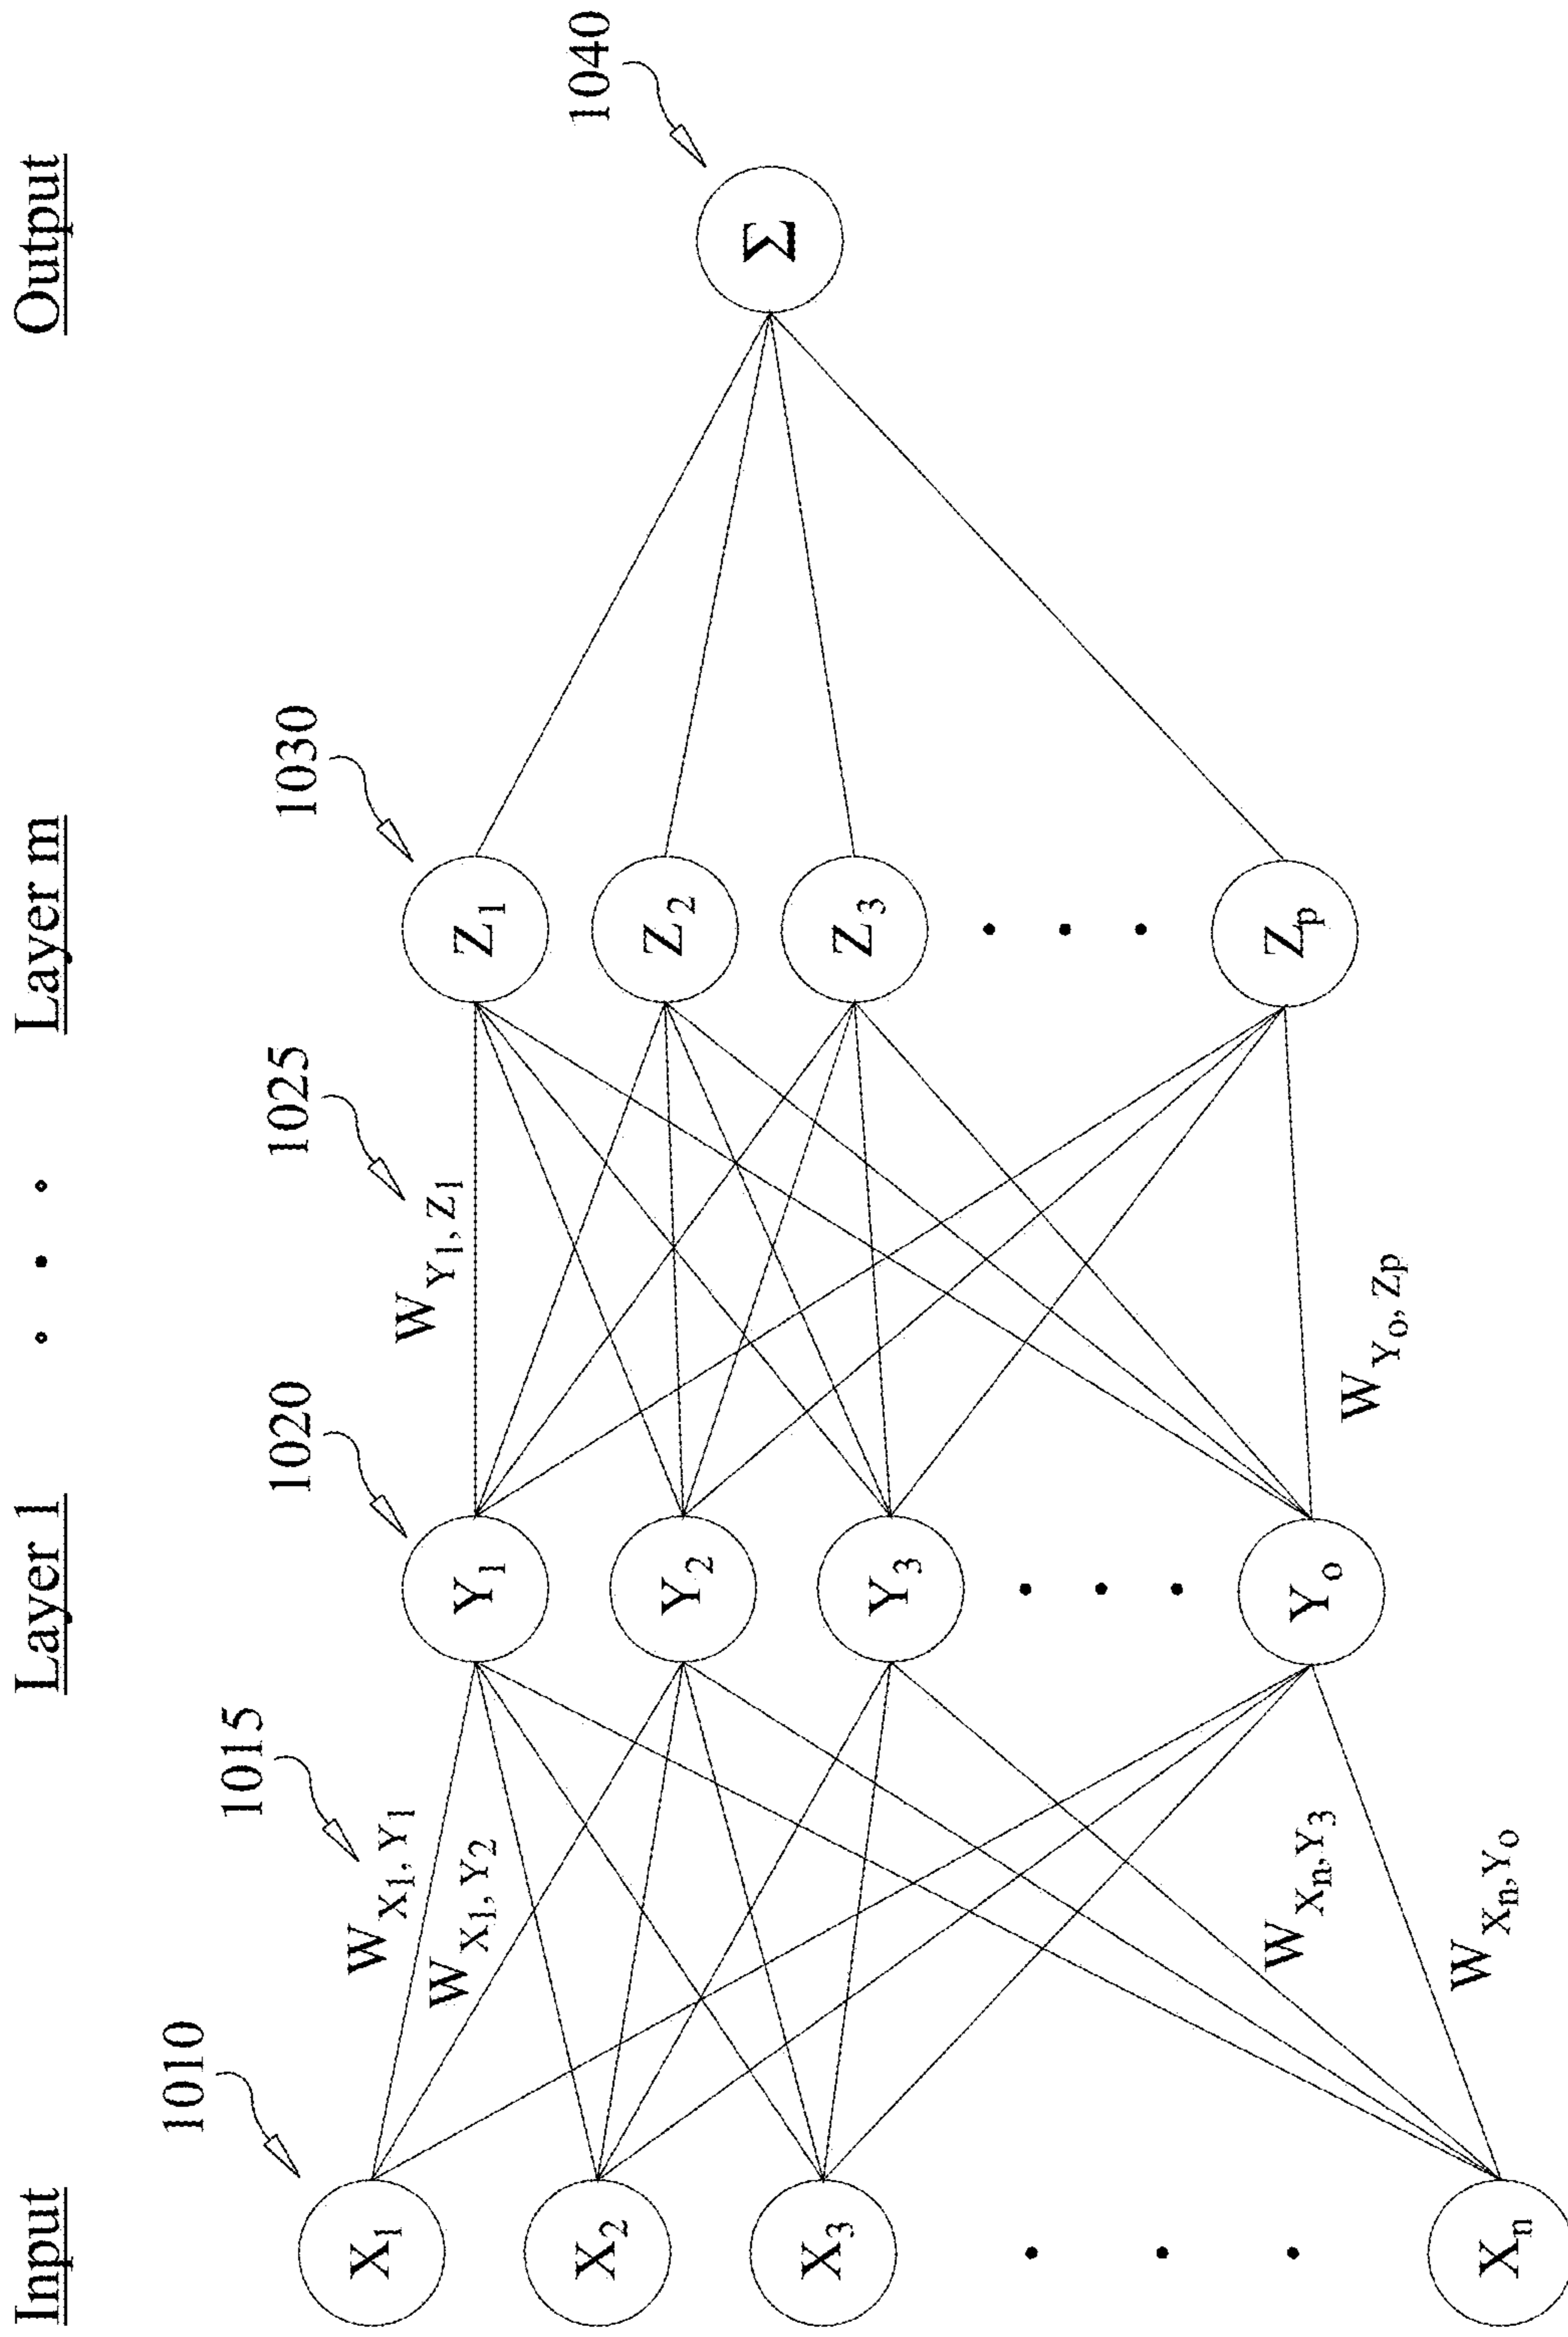 Input
Layer 1
• • •
Layer m
Output
1010
1015
1020
1025
1030
1040
X1
X2
X3
• • •
Xn
WX1, Y1
WX1, Y2
WXn, Y3
WXn, Yo
Y1
Y2
Y3
• • •
Yo
WY1, Z1
WYo, Zp
Z1
Z2
Z3
• • •
Zp
Σ